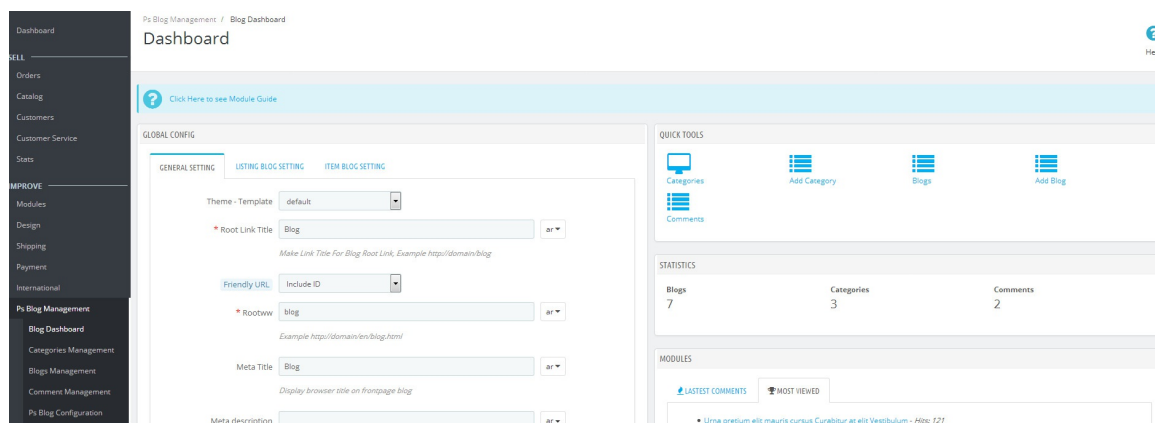 Dashboard
SELL
Orders
Catalog
Customers
Customer Service
Stats
IMPROVE
Modules
Design
Shipping
Payment
International
Ps Blog Management
Blog Dashboard
Categories Management
Blogs Management
Comment Management
Ps Blog Configuration
Ps Blog Management / Blog Dashboard
Dashboard
He
Click Here to see Module Guide
GLOBAL CONFIG
GENERAL SETTING LISTING BLOG SETTING ITEM BLOG SETTING
Theme - Template default
* Root Link Title Blog ar
Make Link Title For Blog Root Link, Example http://domain/blog
Friendly URL Include ID
* Rootww blog ar
Example http://domain/en/blog.html
Meta Title Blog ar
Display browser title on frontpage blog
Meta description ar
QUICK TOOLS
Categories Add Category Blogs Add Blog
Comments
STATISTICS
Blogs Categories Comments
7 3 2
MODULES
LASTEST COMMENTS MOST VIEWED
Urna pretium elit mauris cursus Curabitur at elit Vestibulum - Hits: 121